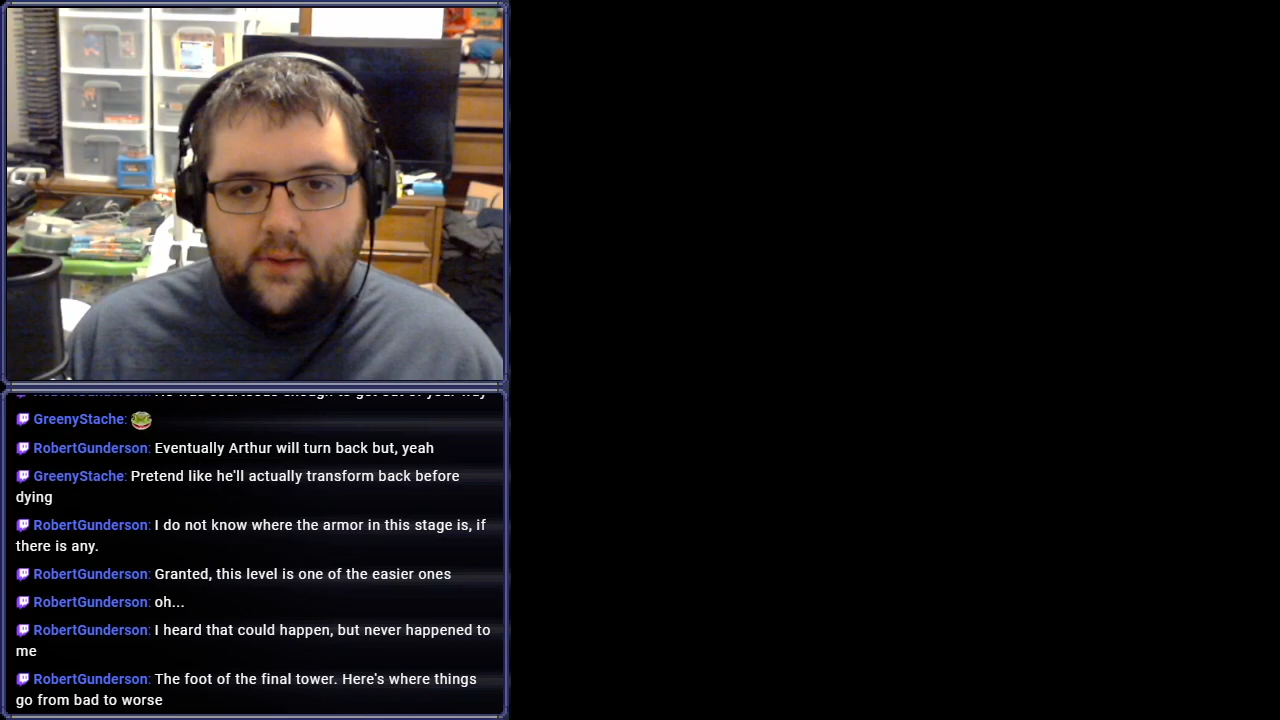 GreenyStache:
RobertGunderson: Eventually Arthur will turn back but, yeah
GreenyStache: Pretend like he'll actually transform back before
dying
RobertGunderson: I do not know where the armor in this stage is, if
there is any.
RobertGunderson: Granted, this level is one of the easier ones
RobertGunderson: oh...
RobertGunderson: I heard that could happen, but never happened to
me
RobertGunderson: The foot of the final tower. Here's where things
go from bad to worse